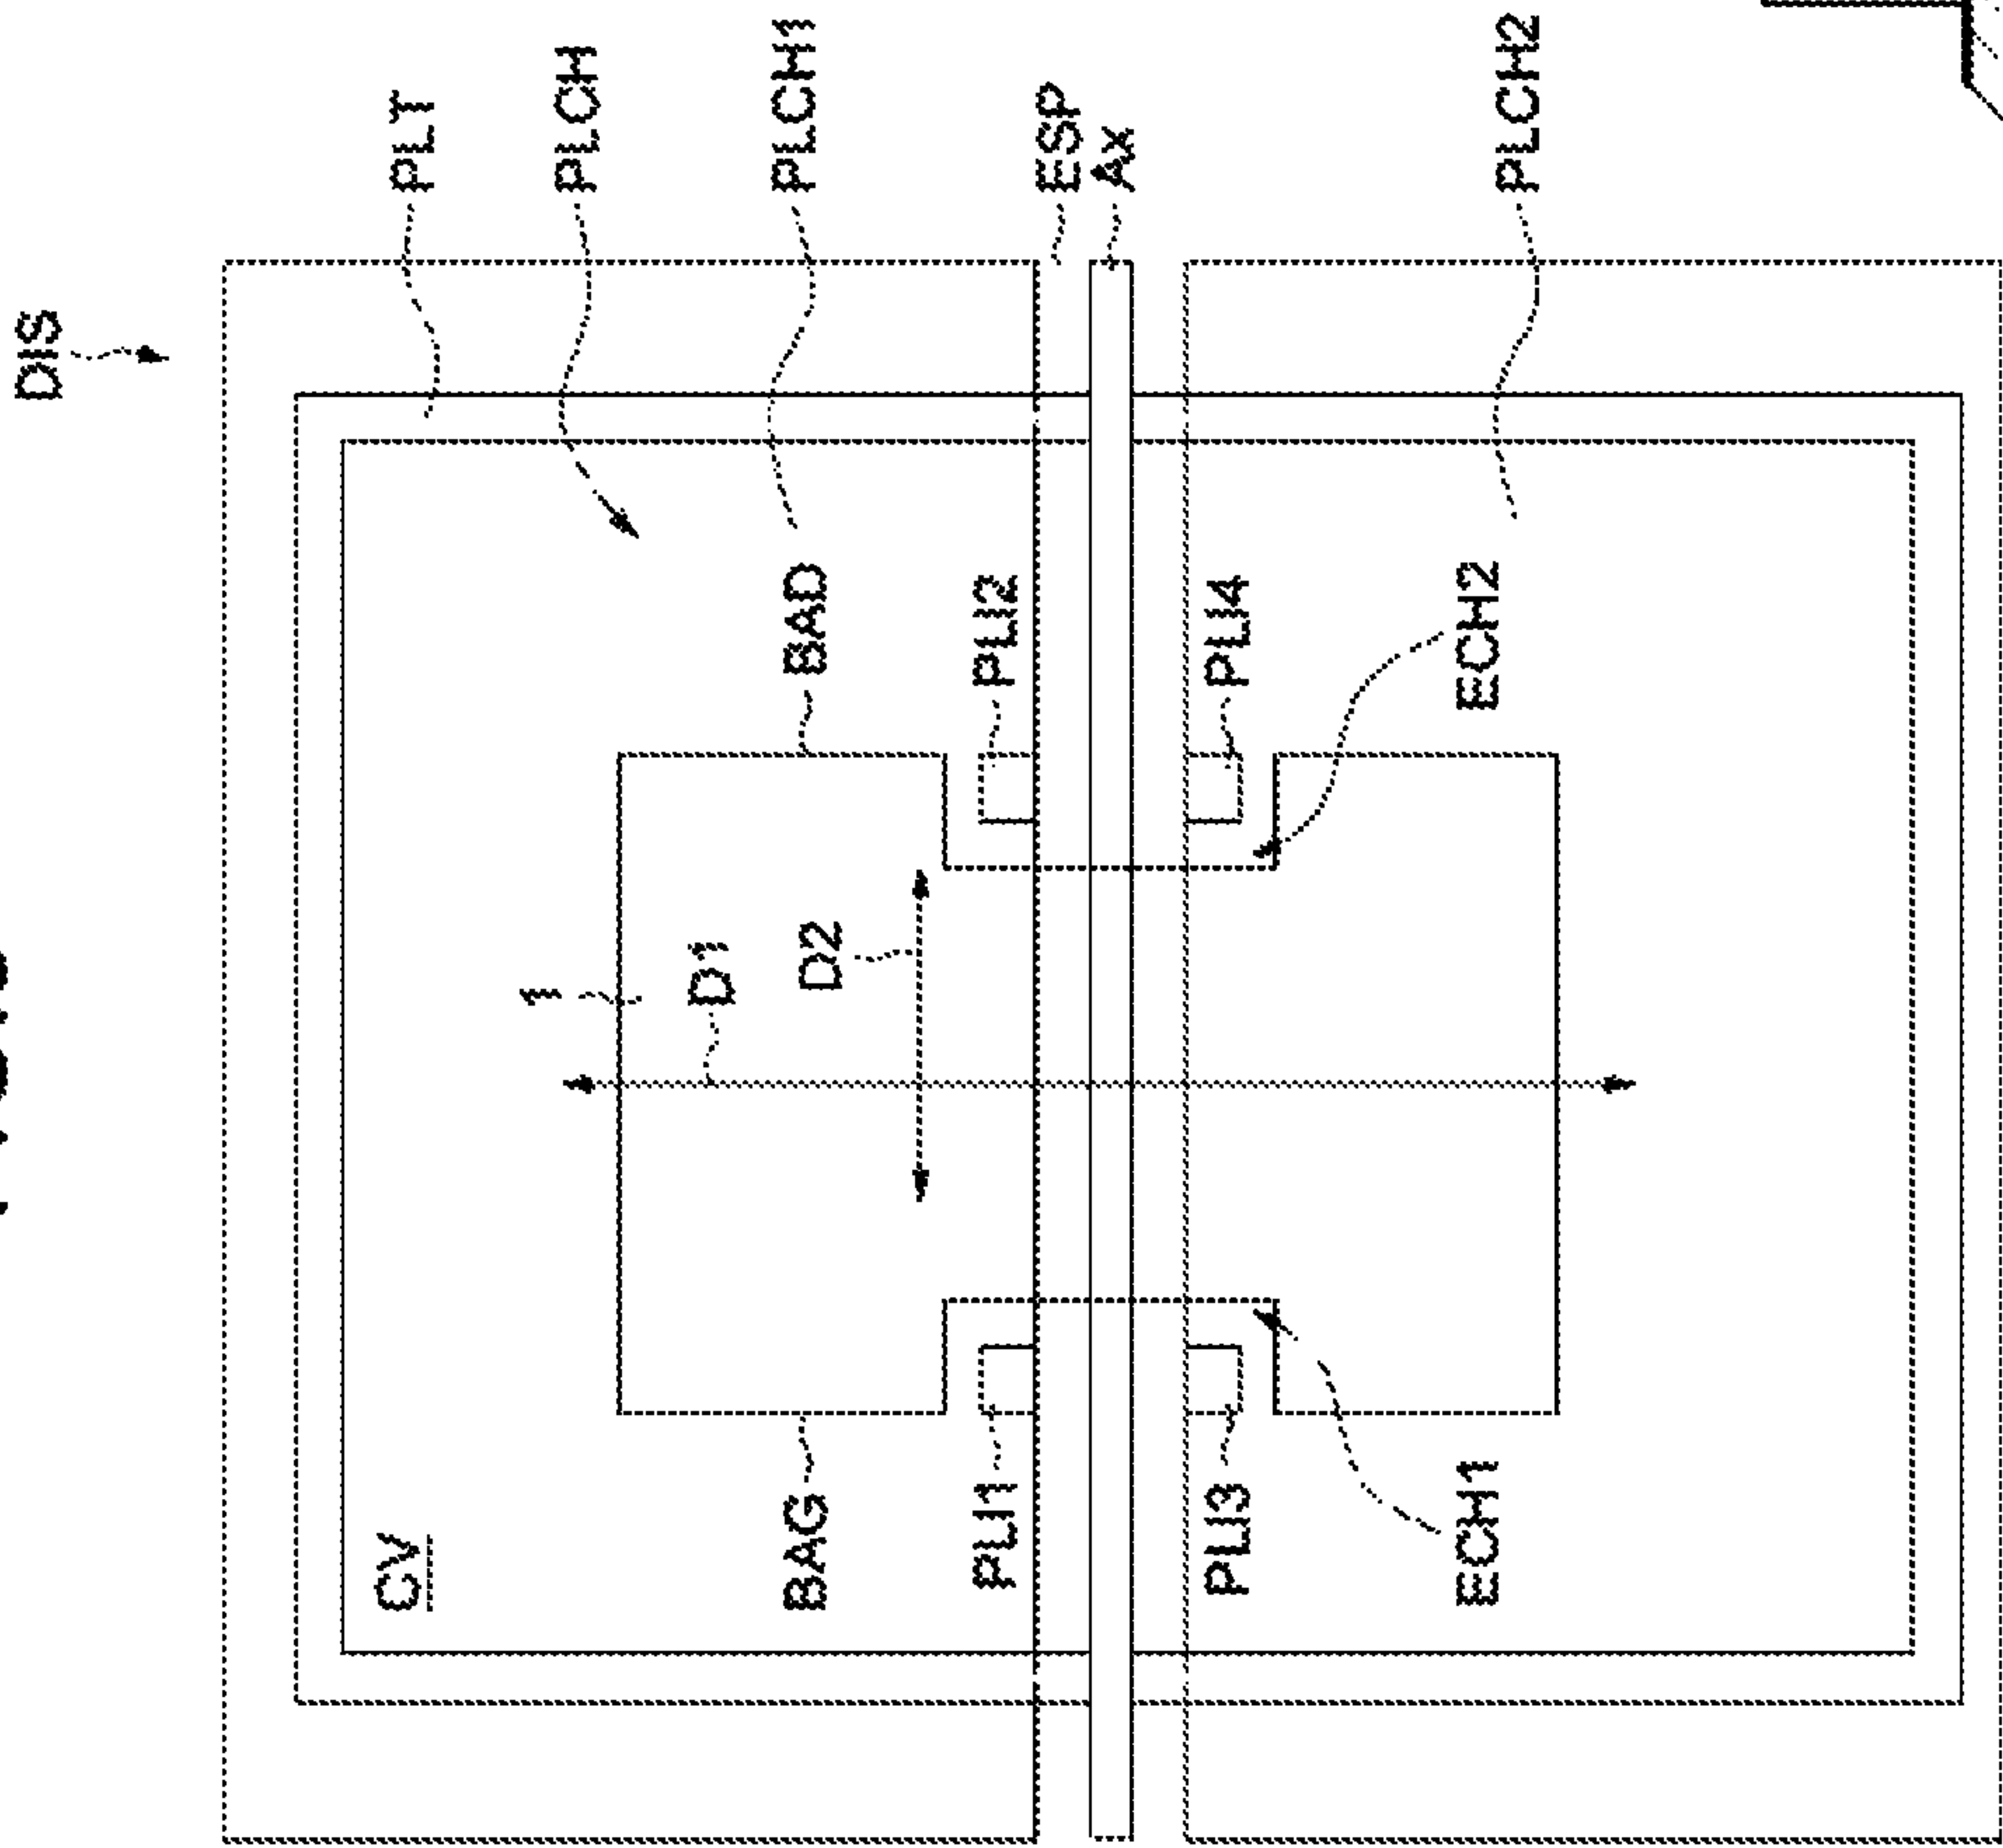 DIS
PLT
PLCH
PLCH1
ESP
Ax
PLCH2
BAD
PLI2
PLI4
ECH2
1
D1
D2
CV
BAG
PLI1
PLI3
ECH1